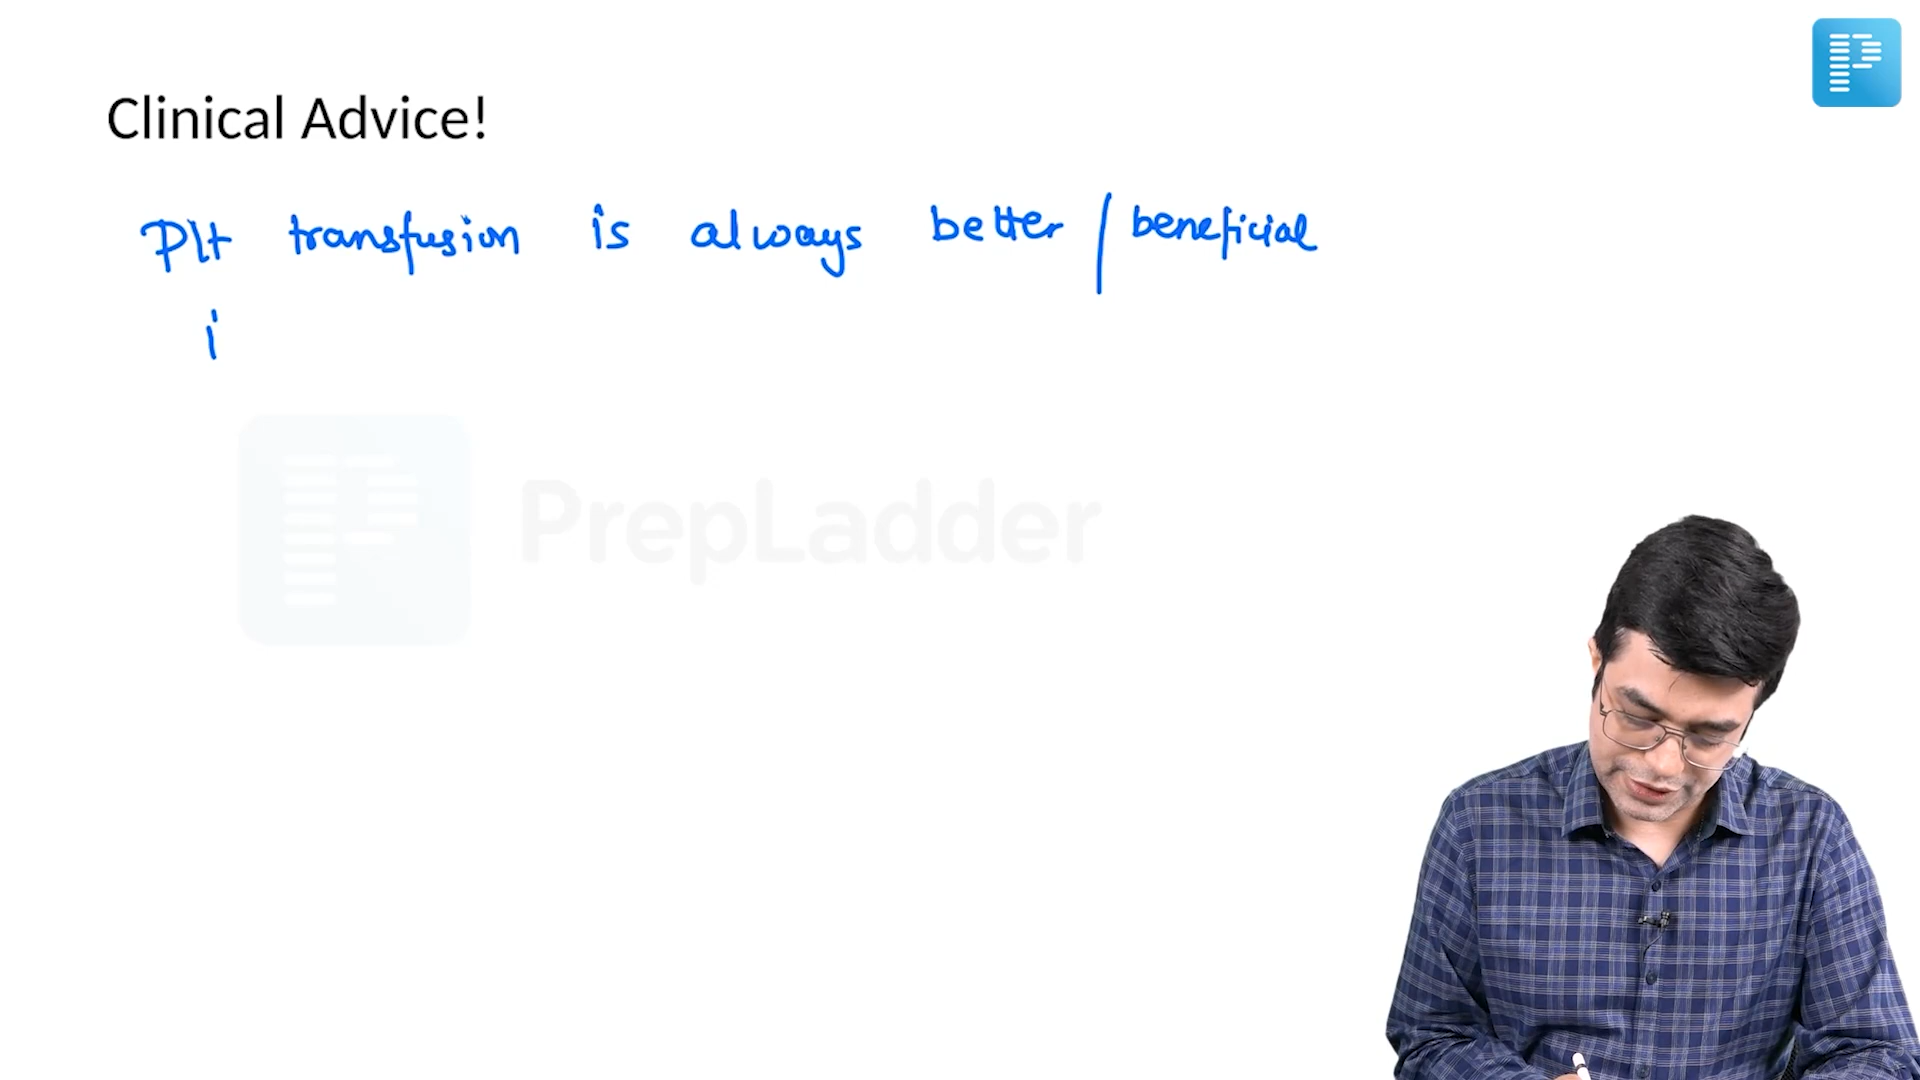 Clinical Advice!
Plt transfusion is always better / beneficial
i
PrepLadder